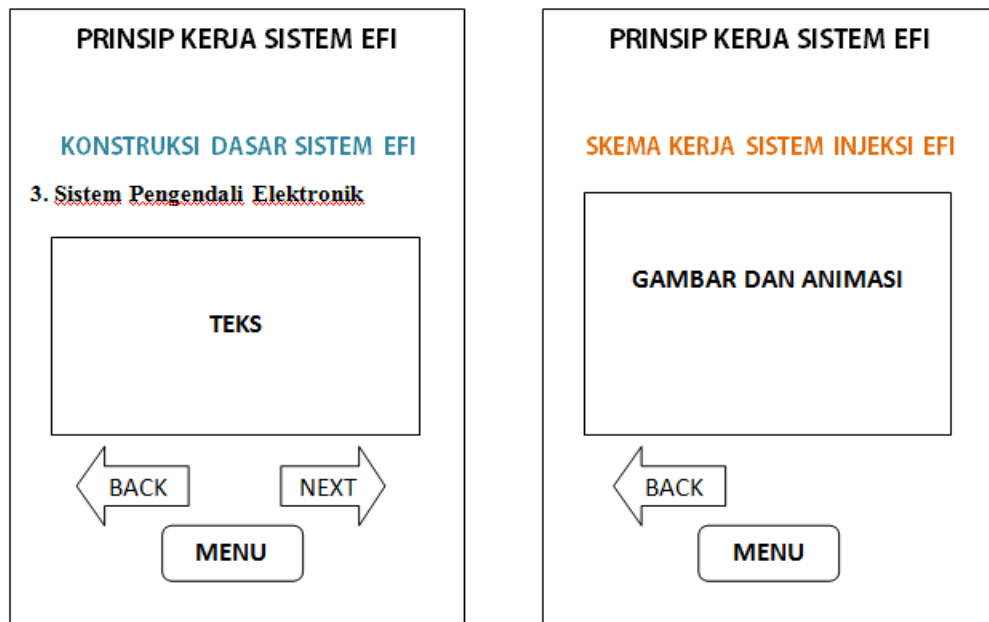 PRINSIP KERJA SISTEM EFI
KONSTRUKSI DASAR SISTEM EFI
3. Sistem Pengendali Elektronik
TEKS
BACK
NEXT
MENU
PRINSIP KERJA SISTEM EFI
SKEMA KERJA SISTEM INJEKSI EFI
GAMBAR DAN ANIMASI
BACK
MENU